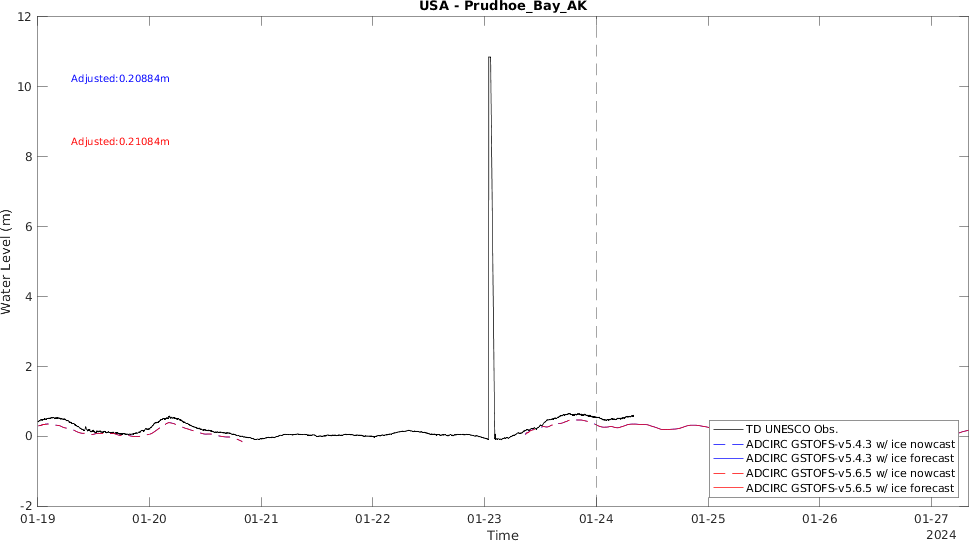 USA - Prudhoe_Bay_AK
12
10
8
6
4
2
0
-2
Water Level (m)
Adjusted:0.20884m
Adjusted:0.21084m
TD UNESCO Obs.
ADCIRC GSTOFS-v5.4.3 w/ ice nowcast
ADCIRC GSTOFS-v5.4.3 w/ ice forecast
ADCIRC GSTOFS-v5.6.5 w/ ice nowcast
ADCIRC GSTOFS-v5.6.5 w/ ice forecast
01-19 01-20 01-21 01-22 01-23 01-24 01-25 01-26 01-27
Time
2024